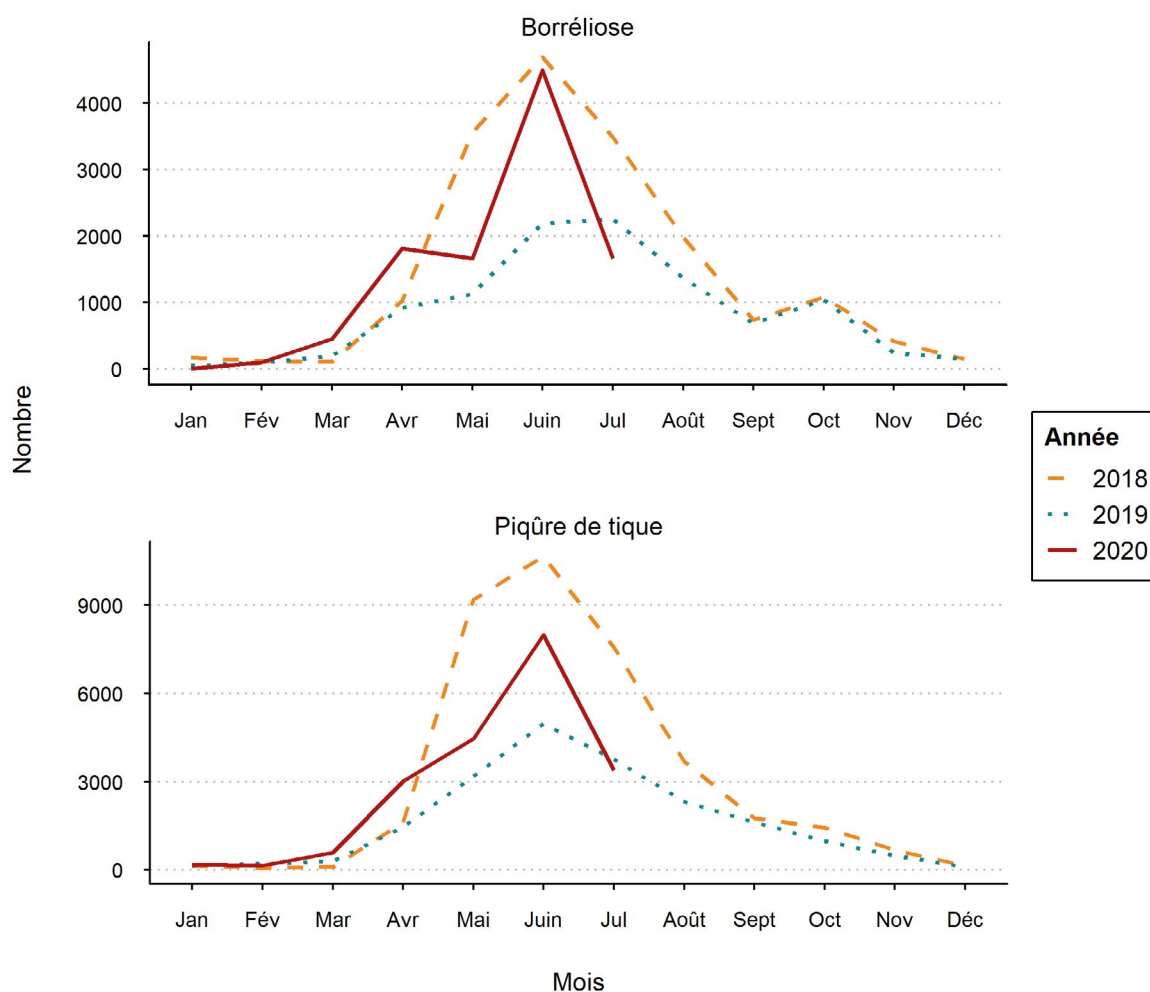 Borréliose
4000
3000
2000
1000
0
Jan Fév Mar Avr Mai Juin Jul Août Sept Oct Nov Déc
Nombre
Année
2018
2019
2020
Piqûre de tique
9000
6000
3000
0
Jan Fév Mar Avr Mai Juin Jul Août Sept Oct Nov Déc
Mois